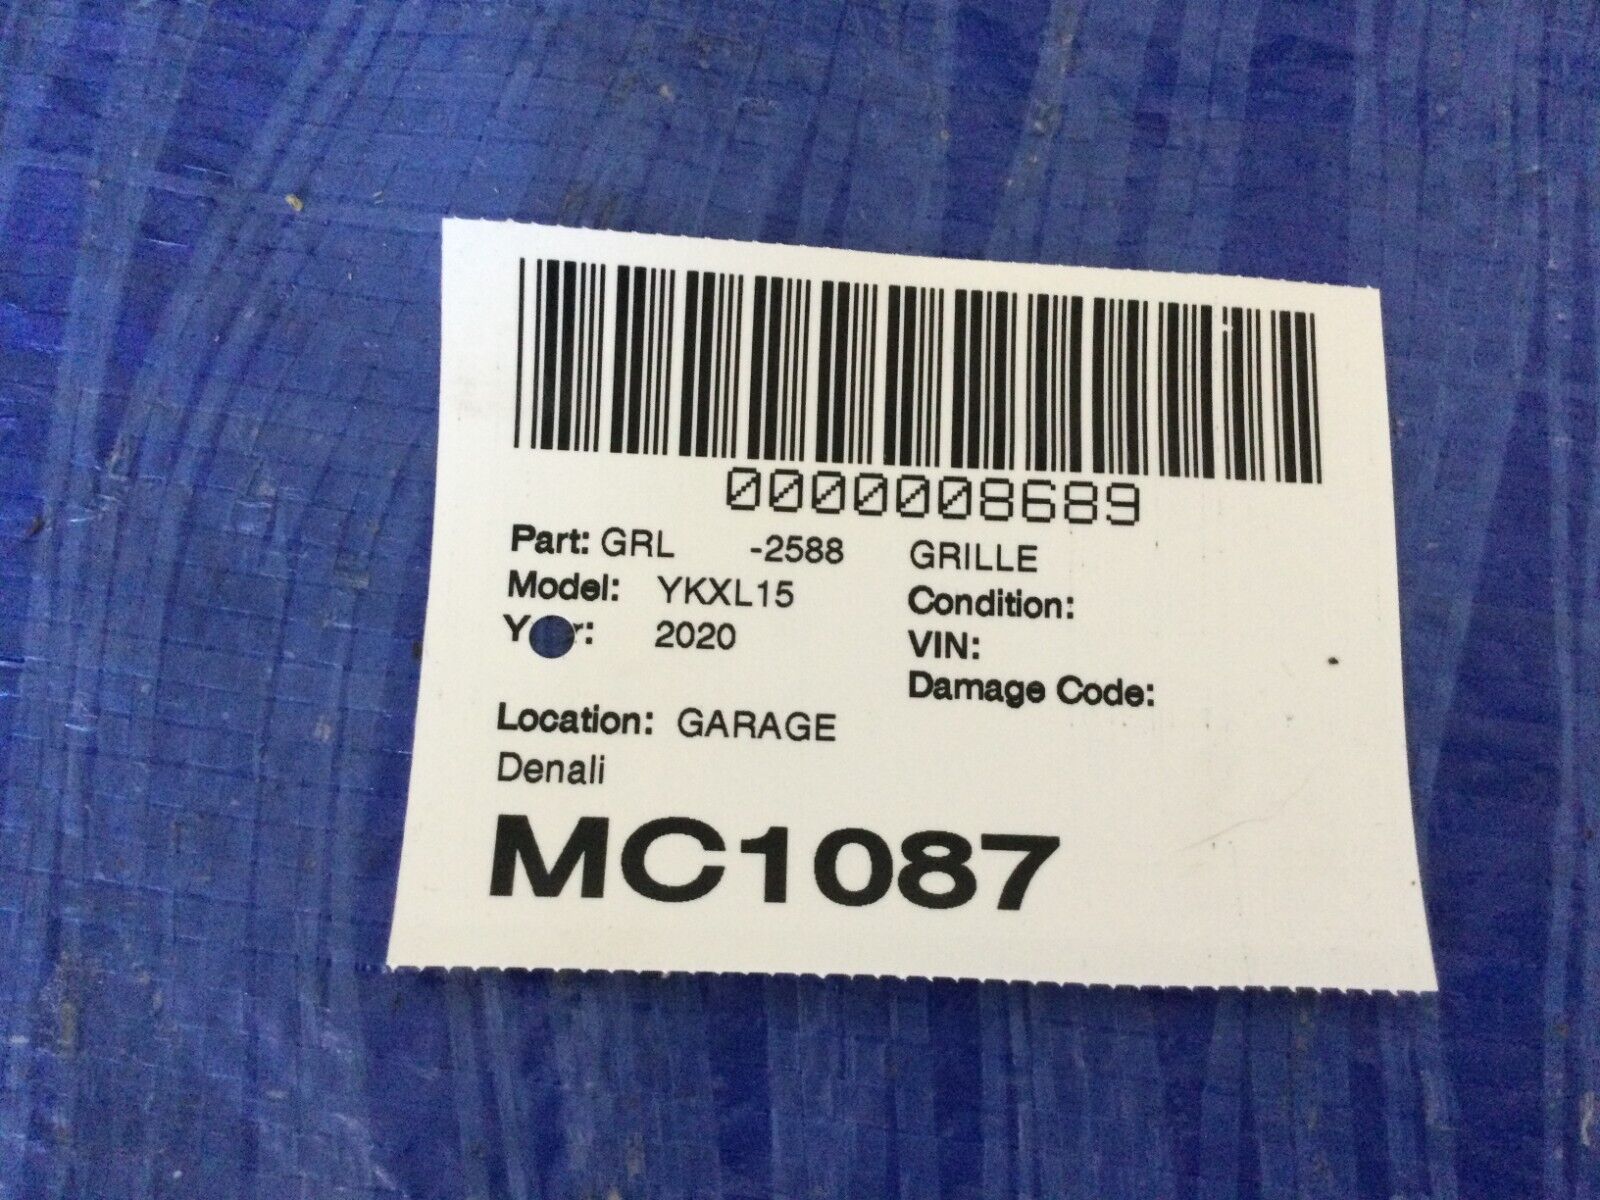 0000008689
Part: GRL -2588 GRILLE
Model: YKXL15 Condition:
2020 VIN:
Damage Code:
Location: GARAGE
Denali
MC1087